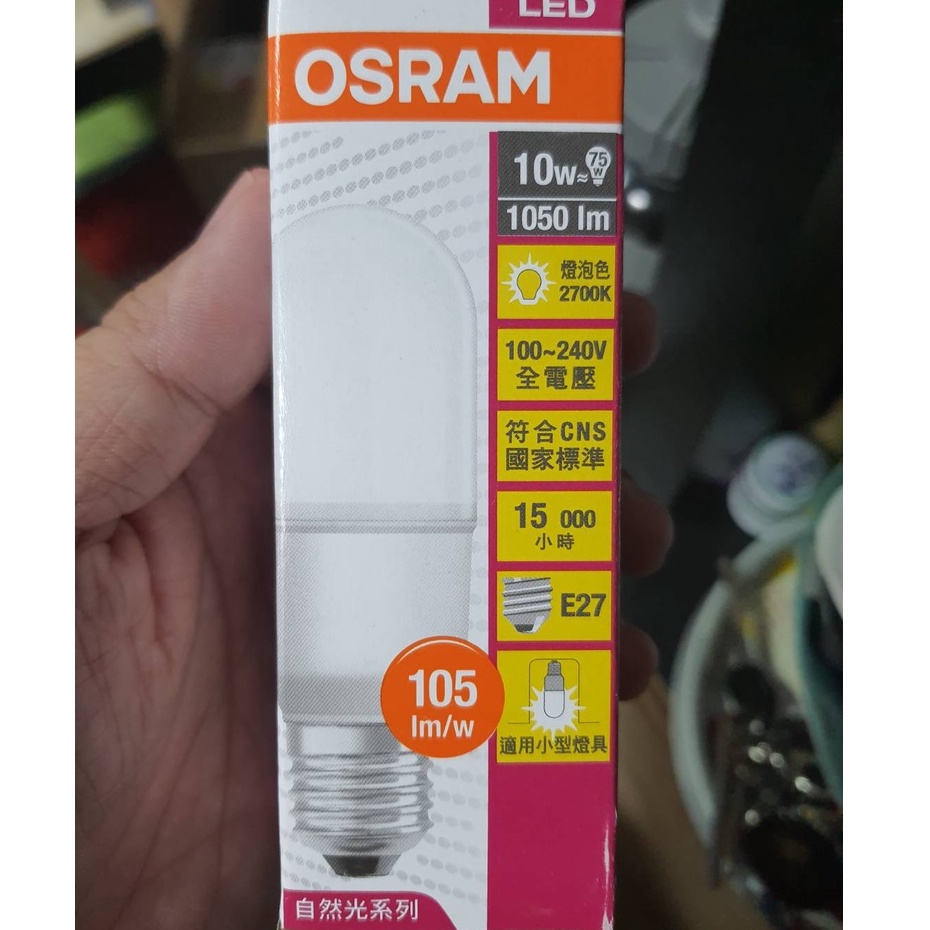 LED
OSRAM
10w≈75w
1050 lm
燈泡色
2700K
100~240V
全電壓
符合CNS
國家標準
15 000
小時
E27
105
lm/w
適用小型燈具
自然光系列